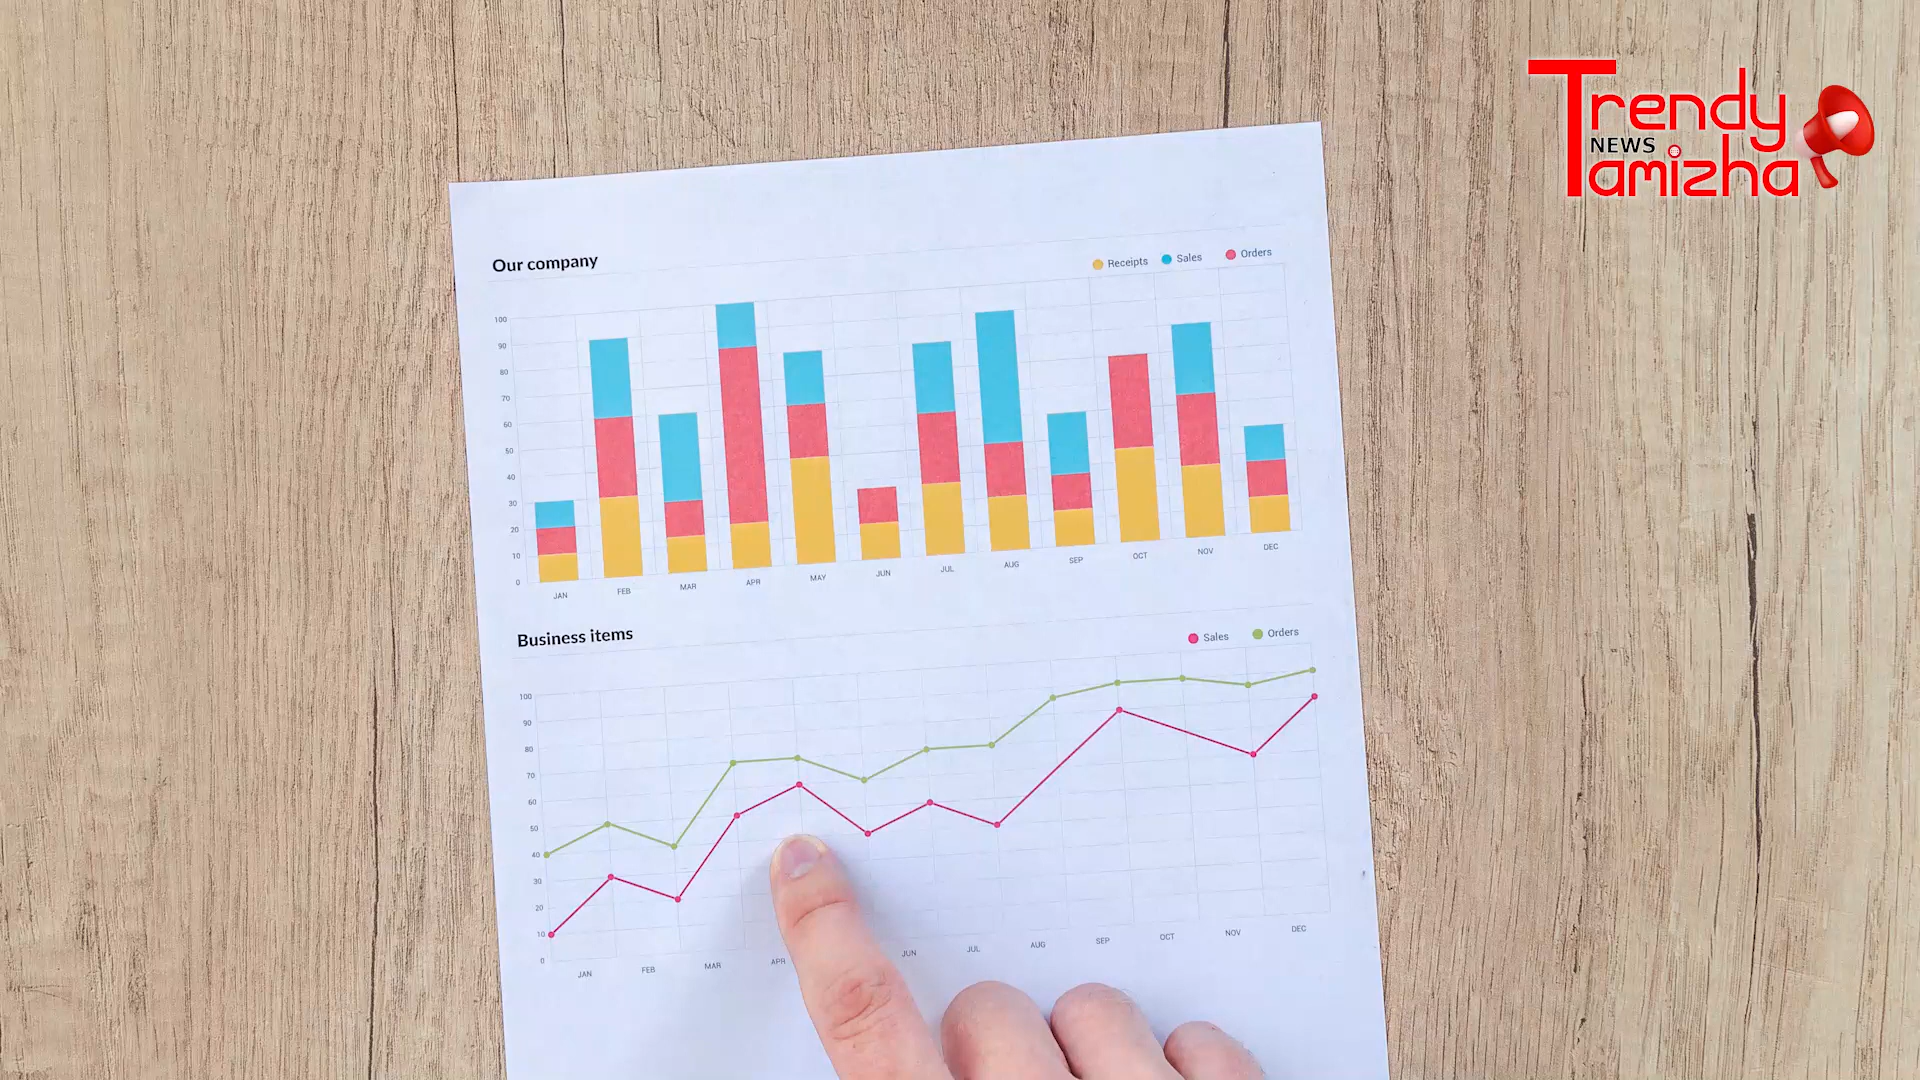 Trendy
NEWS
Tamizha
Our company
Receipts Sales Orders
100
90
80
70
60
50
40
30
20
10
0
JAN FEB MAR APR MAY JUN JUL AUG SEP OCT NOV DEC
Business items
Sales Orders
100
90
80
70
60
50
40
30
20
10
0
JAN FEB MAR APR JUN JUL AUG SEP OCT NOV DEC